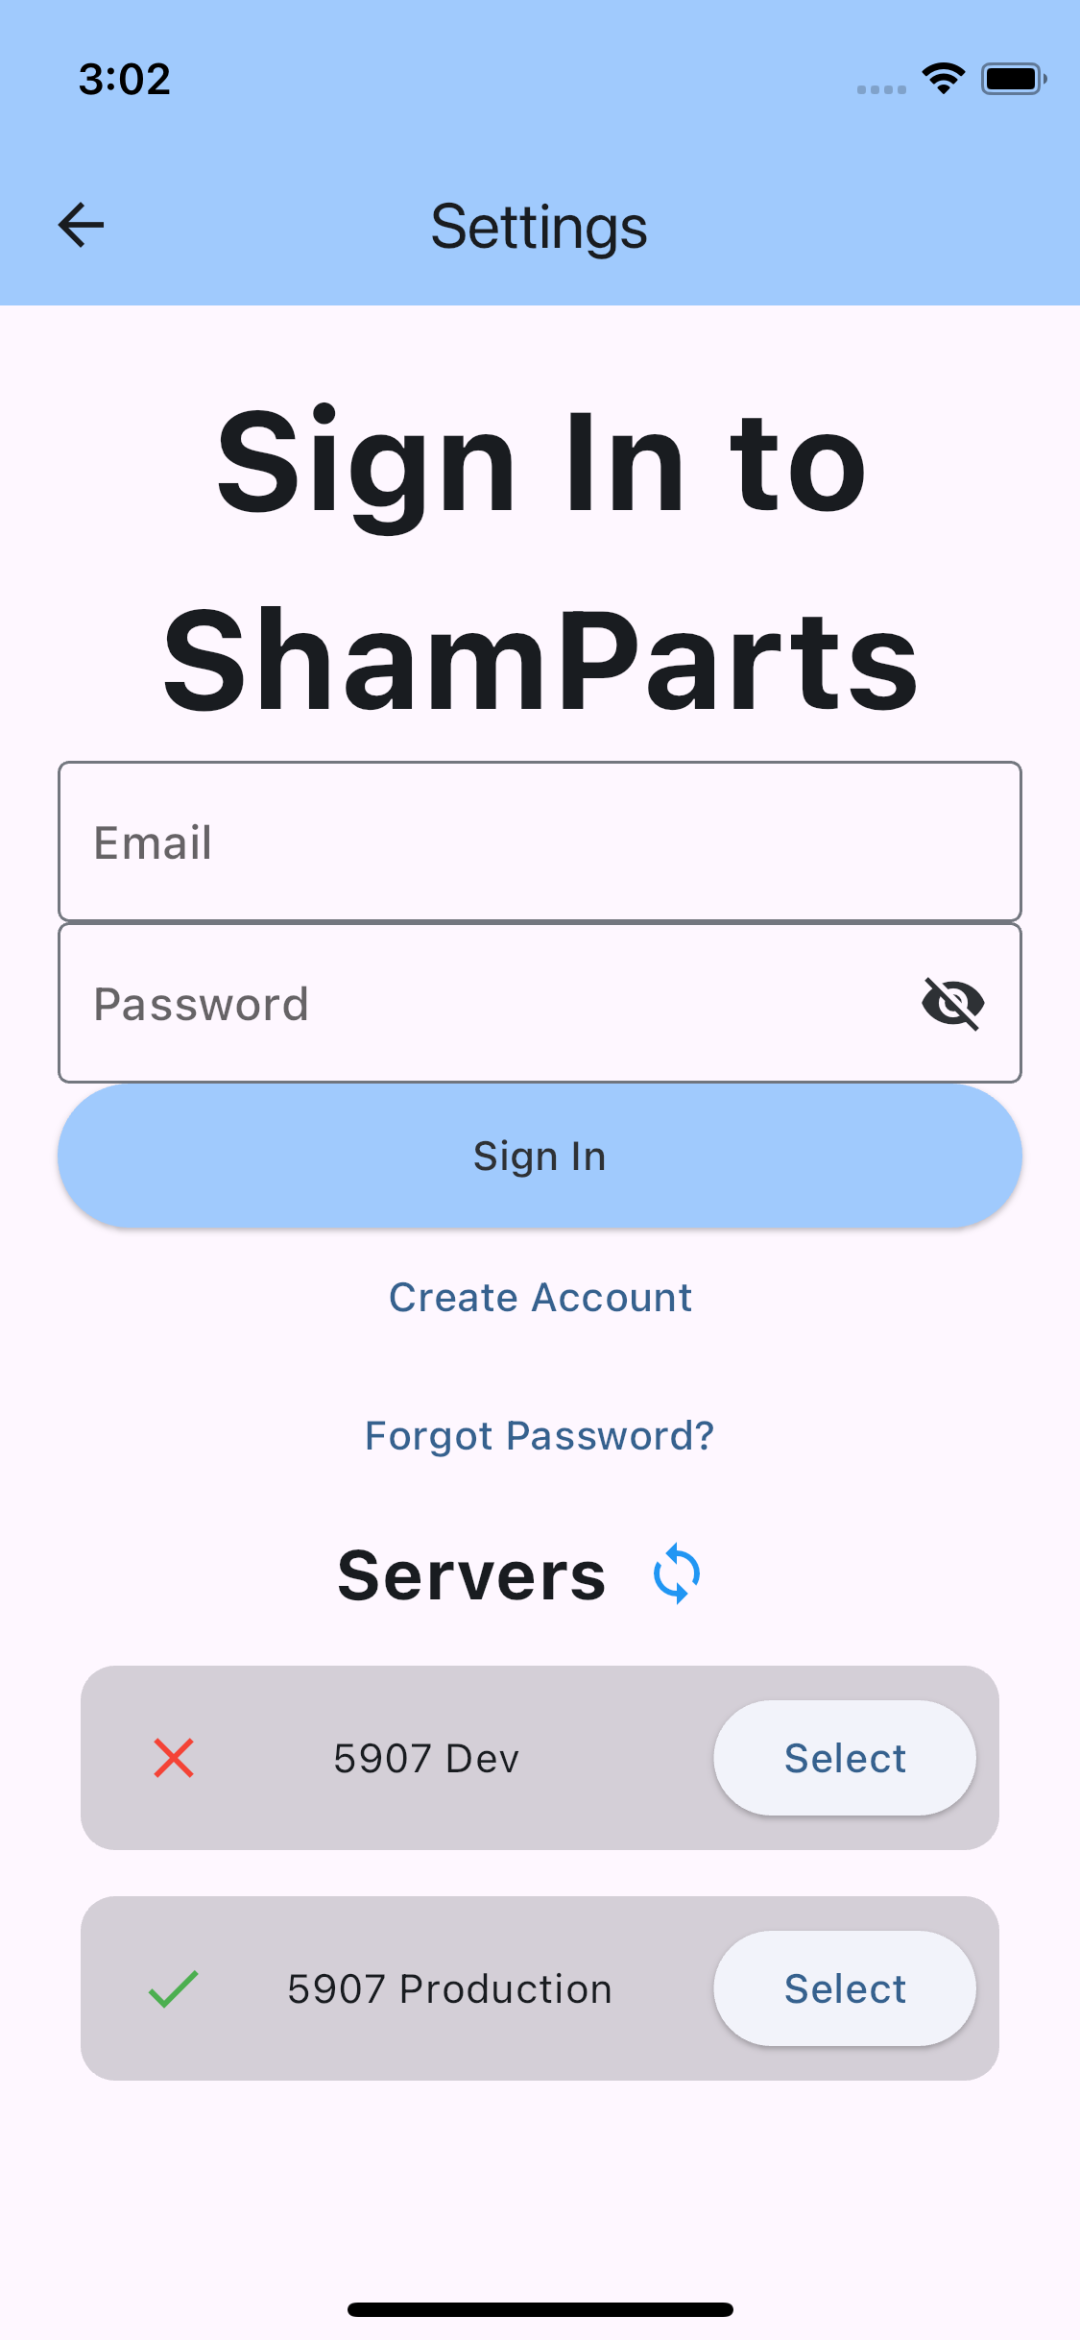 3:02
Settings
Sign In to
ShamParts
Email
Password
Sign In
Create Account
Forgot Password?
Servers
5907 Dev
Select
5907 Production
Select